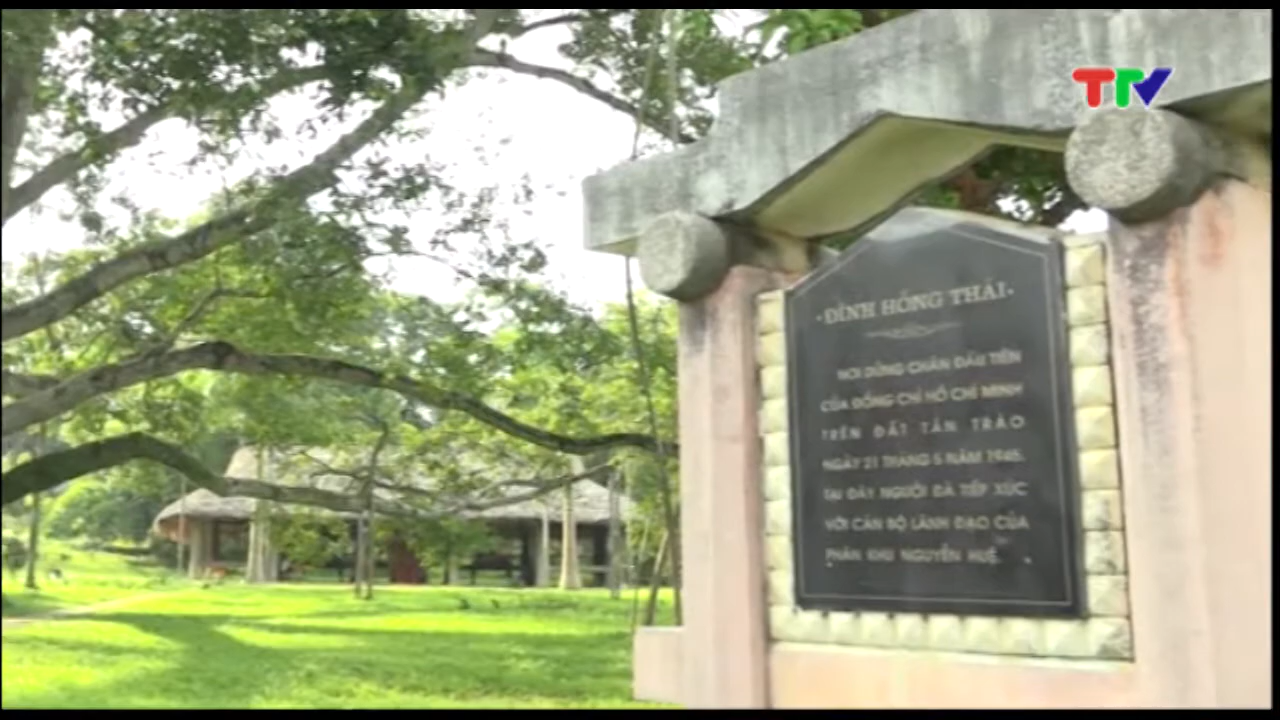 TTV
•ĐÌNH HỒNG THÁI•
NƠI DỪNG CHÂN ĐẦU TIÊN
CỦA ĐỒNG CHÍ HỒ CHÍ MINH
TRÊN ĐẤT TÂN TRÀO
NGÀY 21 THÁNG 5 NĂM 1945.
TẠI ĐÂY NGƯỜI ĐÃ TIẾP XÚC
VỚI CÁN BỘ LÃNH ĐẠO CỦA
PHÂN KHU NGUYỄN HUỆ